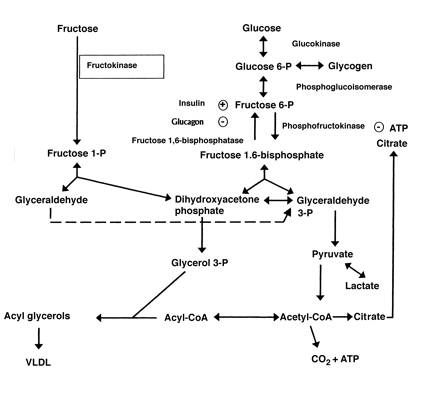 Fructose
Glucose
Fructokinase
Glucokinase
Glucose 6-P
Glycogen
Phosphoglucoisomerase
Insulin +
Fructose 6-P
Glucagon -
Phosphofructokinase - ATP
Fructose 1,6-bisphosphatase
Citrate
Fructose 1-P
Fructose 1.6-bisphosphate
Glyceraldehyde
Dihydroxyacetone
phosphate
Glyceraldehyde
3-P
Pyruvate
Glycerol 3-P
Lactate
Acyl glycerols
Acyl-CoA
Acetyl-CoA
Citrate
VLDL
CO₂ + ATP